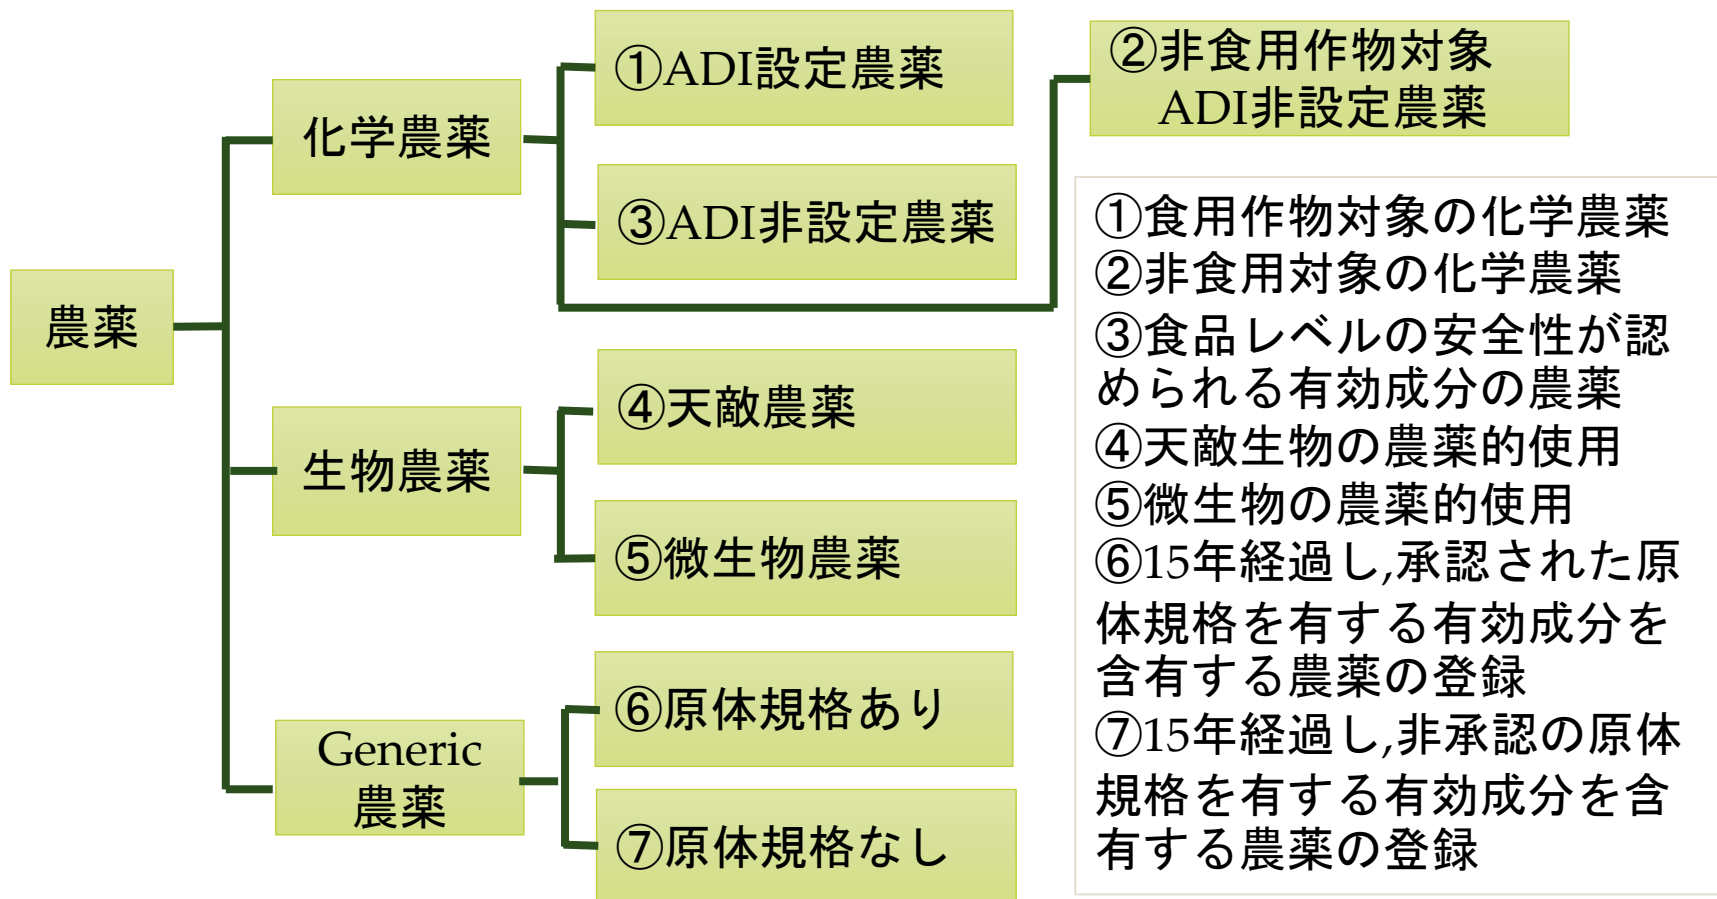 農薬
化学農薬
生物農薬
Generic
農薬
①ADI設定農薬
③ADI非設定農薬
④天敵農薬
⑤微生物農薬
⑥原体規格あり
⑦原体規格なし
②非食用作物対象
ADI非設定農薬
①食用作物対象の化学農薬
②非食用対象の化学農薬
③食品レベルの安全性が認
められる有効成分の農薬
④天敵生物の農薬的使用
⑤微生物の農薬的使用
⑥15年経過し,承認された原
体規格を有する有効成分を
含有する農薬の登録
⑦15年経過し,非承認の原体
規格を有する有効成分を含
有する農薬の登録